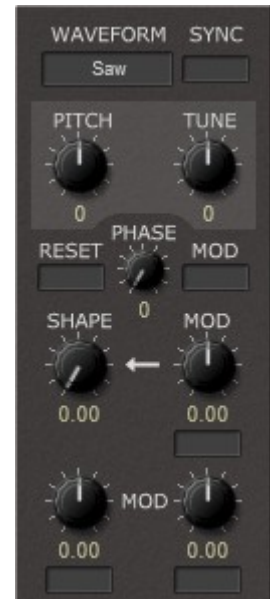 WAVEFORM SYNC
Saw
PITCH TUNE
0 0
PHASE
RESET MOD
0
SHAPE MOD
0.00 0.00
MOD
0.00 0.00